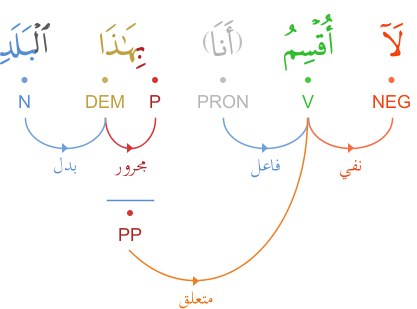 لَآ أُقْسِمُ (أَنَا) بِهَٰذَا ٱلْبَلَدِ
NEG V PRON P DEM N
نفي فاعل مجرور بدل
PP
متعلق